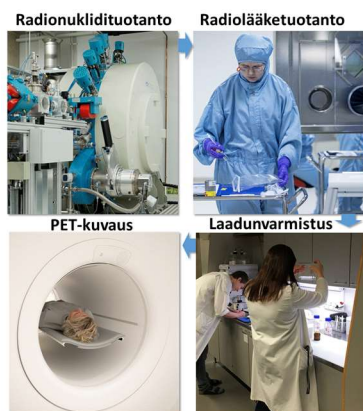 Radionuklidituotanto
Radiolääketuotanto
PET-kuvaus
Laadunvarmistus